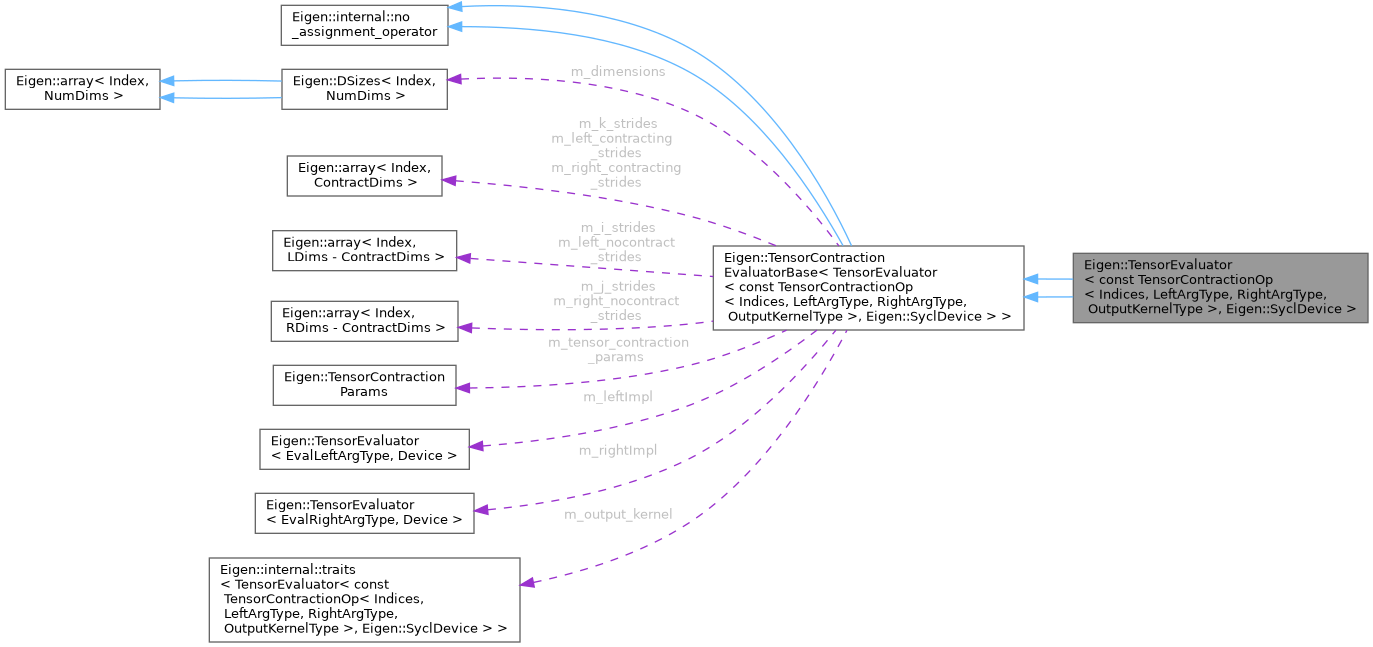 Eigen::internal::no
_assignment_operator
Eigen::array< Index,
NumDims >
Eigen::DSizes< Index,
NumDims >
m_dimensions
Eigen::array< Index,
ContractDims >
m_k_strides
m_left_contracting
_strides
m_right_contracting
_strides
Eigen::array< Index,
LDims - ContractDims >
m_i_strides
m_left_nocontract
_strides
Eigen::array< Index,
RDims - ContractDims >
m_j_strides
m_right_nocontract
_strides
Eigen::TensorContraction
Params
m_tensor_contraction
_params
Eigen::TensorEvaluator
< EvalLeftArgType, Device >
m_leftImpl
Eigen::TensorEvaluator
< EvalRightArgType, Device >
m_rightImpl
Eigen::internal::traits
< TensorEvaluator< const
TensorContractionOp< Indices,
LeftArgType, RightArgType,
OutputKernelType >, Eigen::SyclDevice > >
m_output_kernel
Eigen::TensorContraction
EvaluatorBase< TensorEvaluator
< const TensorContractionOp
< Indices, LeftArgType, RightArgType,
OutputKernelType >, Eigen::SyclDevice > >
Eigen::TensorEvaluator
< const TensorContractionOp
< Indices, LeftArgType, RightArgType,
OutputKernelType >, Eigen::SyclDevice >